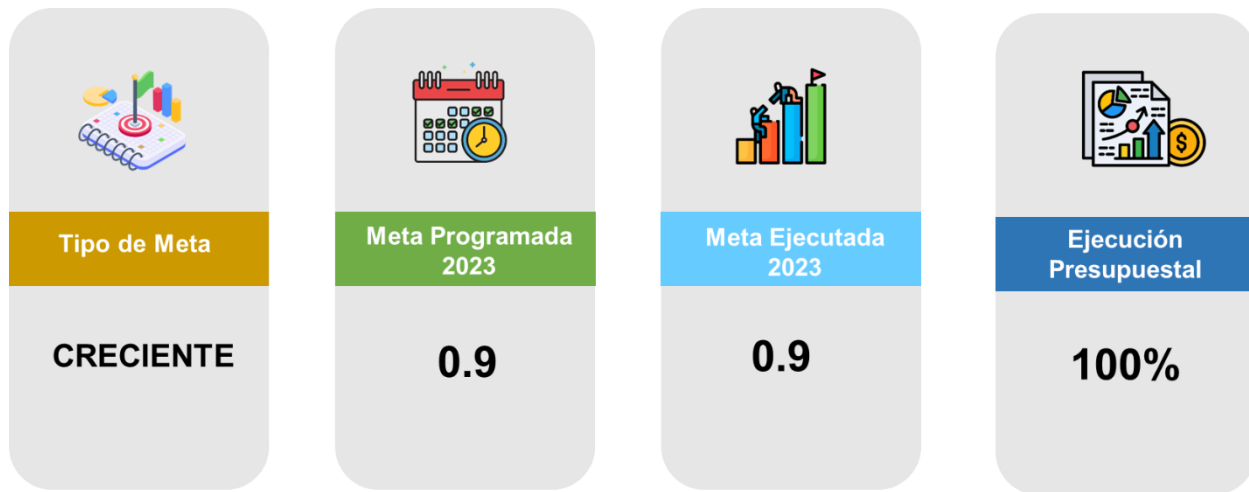 Tipo de Meta
CRECIENTE
Meta Programada
2023
0.9
Meta Ejecutada
2023
0.9
Ejecución
Presupuestal
100%